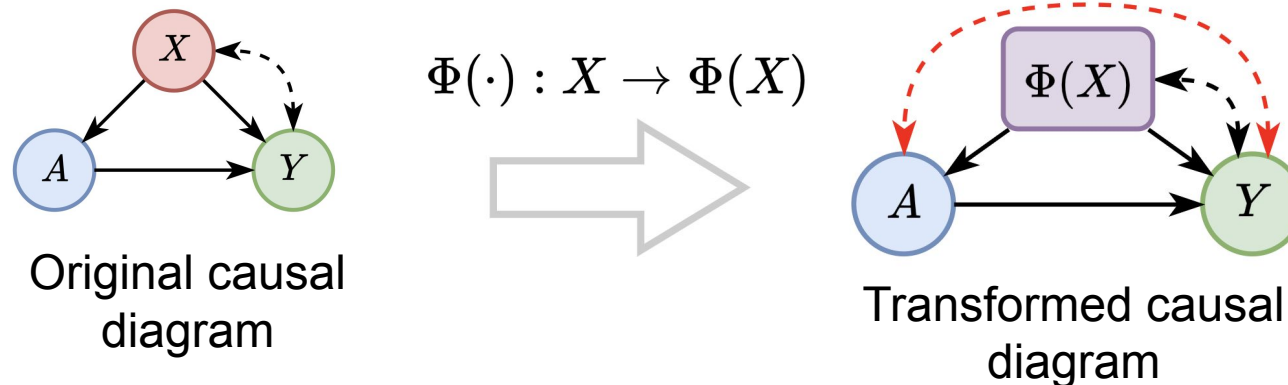 X
A
Y
Original causal
diagram
Φ(·) : X → Φ(X)
Φ(X)
A
Y
Transformed causal
diagram